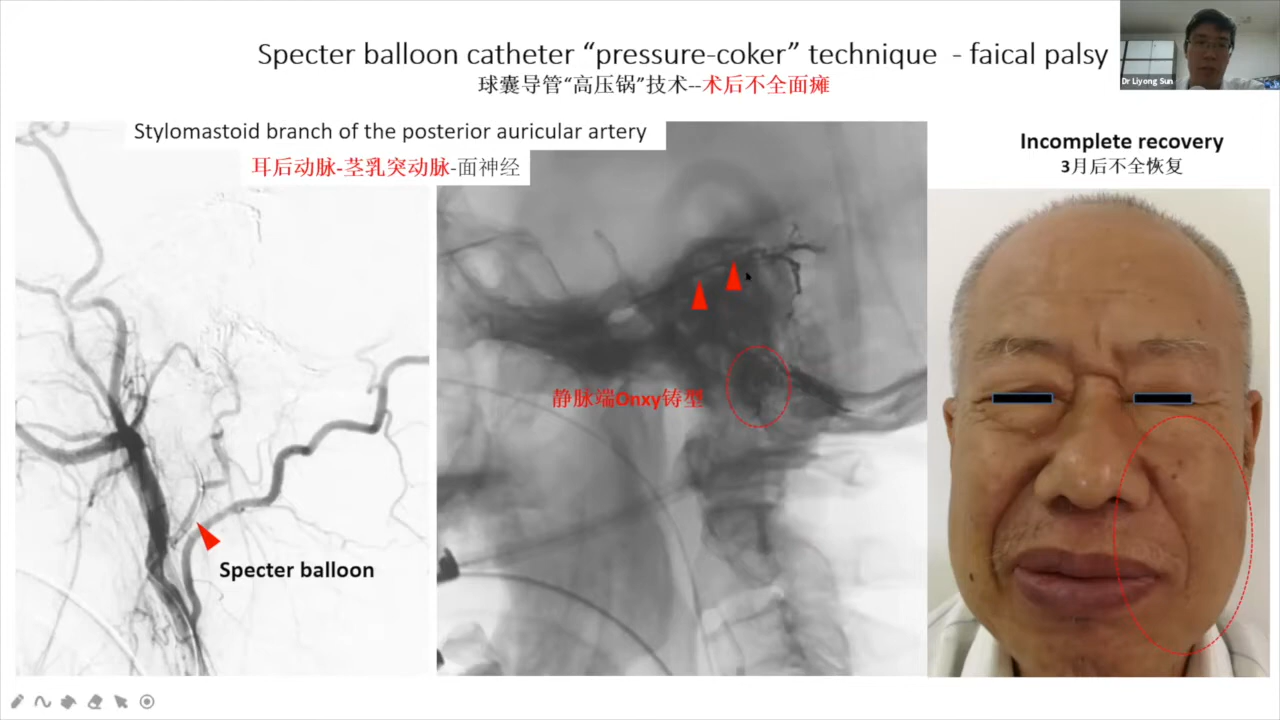 Specter balloon catheter “pressure-coker” technique - faical palsy
球囊导管“高压锅”技术--术后不全面瘫
Dr Liyong Sun
Stylomastoid branch of the posterior auricular artery
耳后动脉-茎乳突动脉-面神经
Incomplete recovery
3月后不全恢复
静脉端Onxy铸型
Specter balloon